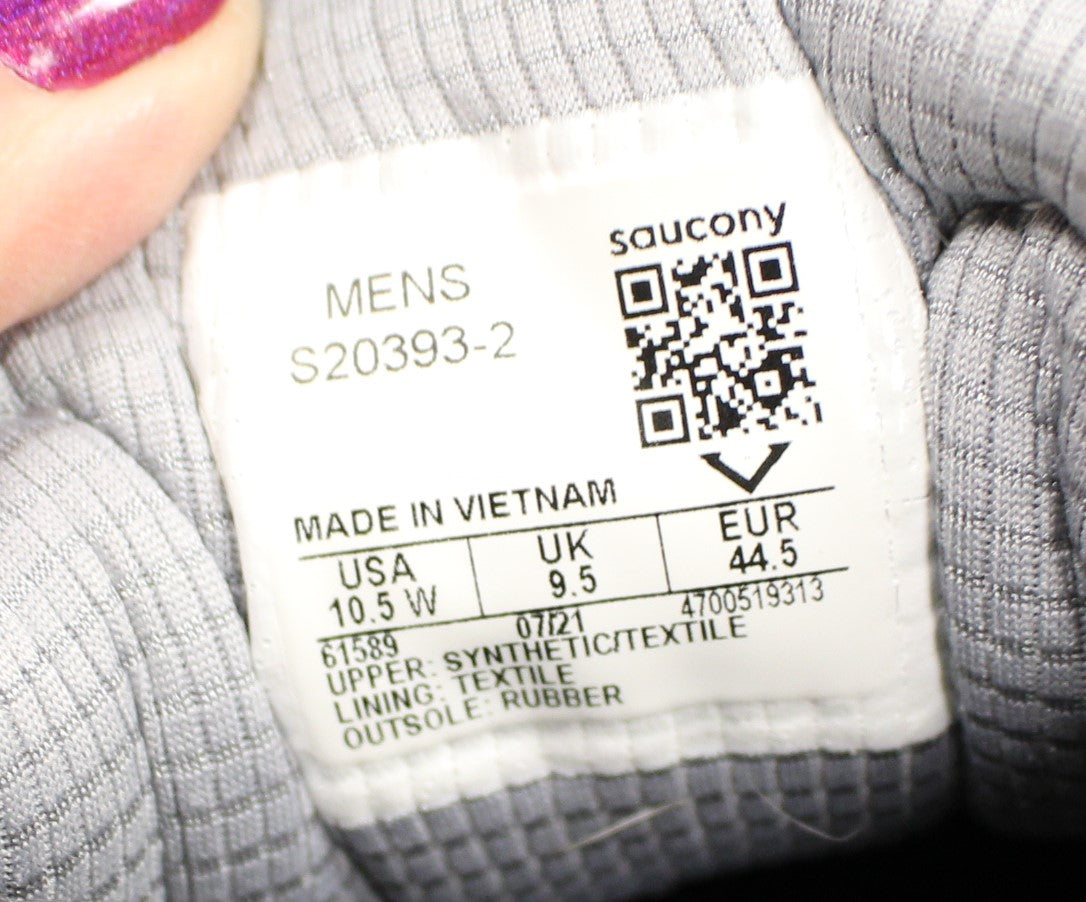 saucony
MENS
S20393-2
MADE IN VIETNAM
USA UK EUR
10.5 W 9.5 44.5
61589 07/21 4700519313
UPPER: SYNTHETIC/TEXTILE
LINING: TEXTILE
OUTSOLE: RUBBER